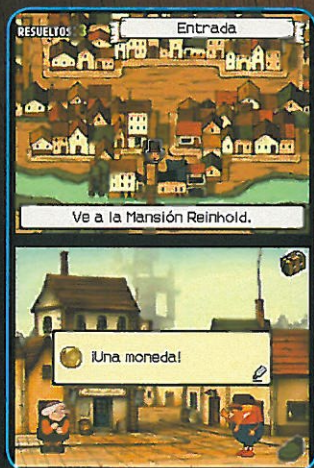 RESUELTOS: 3
Entrada
Ve a la Mansión Reinhold.
¡Una moneda!